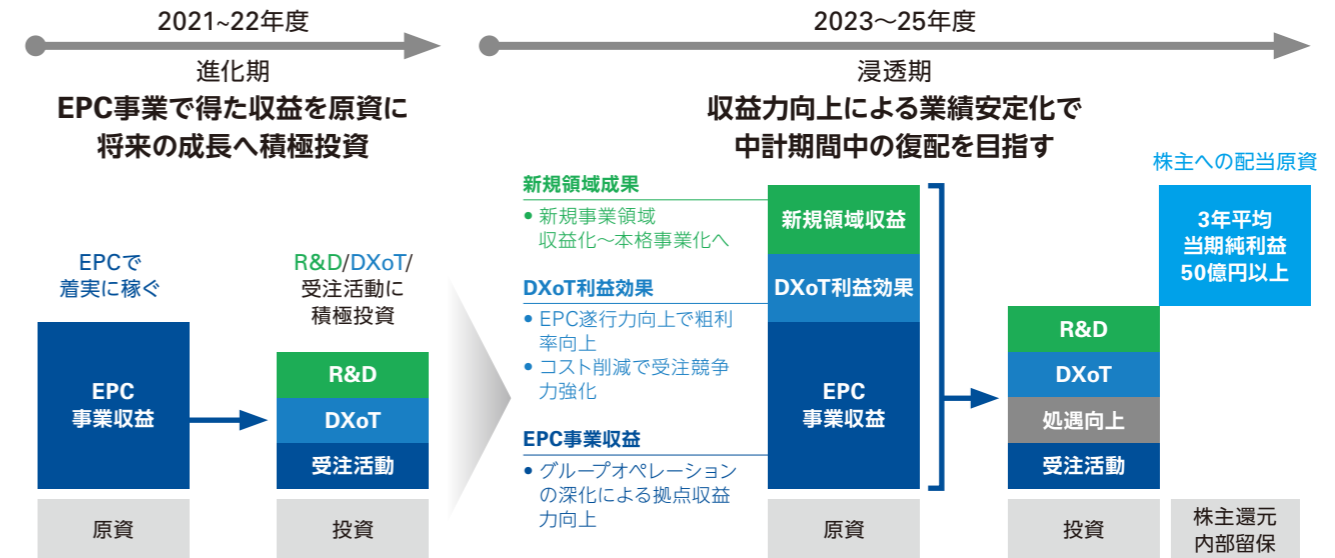 2021~22年度
進化期
EPC事業で得た収益を原資に
将来の成長へ積極投資
EPCで
着実に稼ぐ
EPC
事業収益
原資
R&D/DXoT/
受注活動に
積極投資
R&D
DXoT
受注活動
投資
2023〜25年度
浸透期
収益力向上による業績安定化で
中計期間中の復配を目指す
新規領域成果
• 新規事業領域
収益化〜本格事業化へ
DXoT利益効果
• EPC遂行力向上で粗利
率向上
• コスト削減で受注競争
力強化
EPC事業収益
• グループオペレーション
の深化による拠点収益
力向上
新規領域収益
DXoT利益効果
EPC
事業収益
原資
R&D
DXoT
処遇向上
受注活動
投資
株主への配当原資
3年平均
当期純利益
50億円以上
株主還元
内部留保